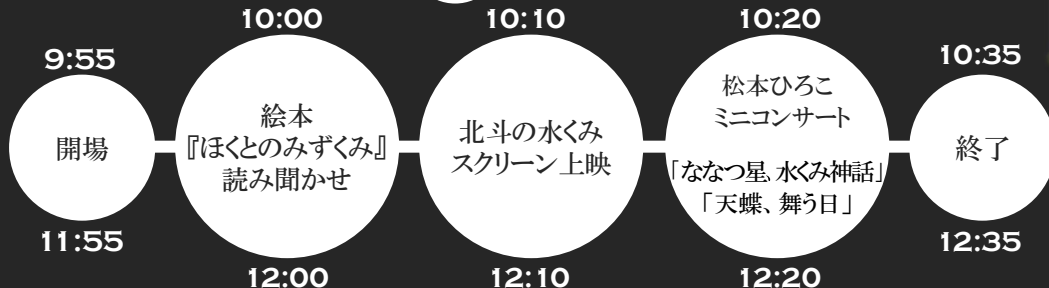 9:55
開場
11:55
10:00
絵本
『ほくとのみずくみ』
読み聞かせ
12:00
10:10
北斗の水くみ
スクリーン上映
12:10
10:20
松本ひろこ
ミニコンサート
「ななつ星、水くみ神話」
「天蝶、舞う日」
12:20
10:35
終了
12:35